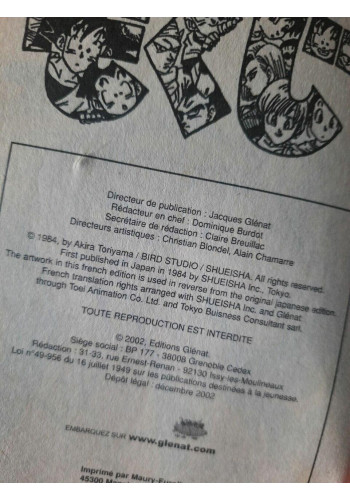 Directeur de publication : Jacques Glénat
Rédacteur en chef : Dominique Burdot
Secrétaire de rédaction : Claire Breuillac
Directeurs artistiques : Christian Blondel, Alain Chamarre
© 1984, by Akira Toriyama / BIRD STUDIO / SHUEISHA. All rights reserved.
First published in Japan in 1984 by SHUEISHA Inc., Tokyo.
The artwork in this french edition is used in reverse from the original japanese edition.
French translation rights arranged with SHUEISHA Inc, and Glénat
through Toei Animation Co. Ltd. and Tokyo Buisness Consultant sarl.
TOUTE REPRODUCTION EST INTERDITE
© 2002, Editions Glénat.
Siège social : BP 177 - 38008 Grenoble Cedex
Rédaction : 31-33, rue Ernest-Renan - 92130 Issy-les-Moulineaux
Loi n°49-956 du 16 juillet 1949 sur les publications destinées à la jeunesse.
Dépôt légal : décembre 2002
EMBARQUEZ SUR www.glenat.com
Imprimé par
45300